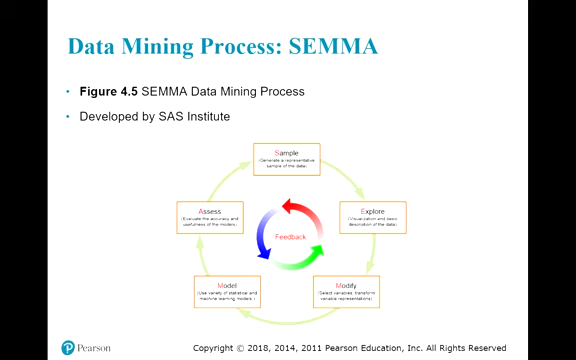 Data Mining Process: SEMMA
• Figure 4.5 SEMMA Data Mining Process
• Developed by SAS Institute
Sample
(Generate a representative
sample of the data)
Assess
(Evaluate the accuracy and
usefulness of the models)
Explore
(Visualization and basic
description of the data)
Feedback
Model
(Use variety of statistical and
machine learning models )
Modify
(Select variables, transform
variable representations)
Pearson
Copyright © 2018, 2014, 2011 Pearson Education, Inc. All Rights Reserved